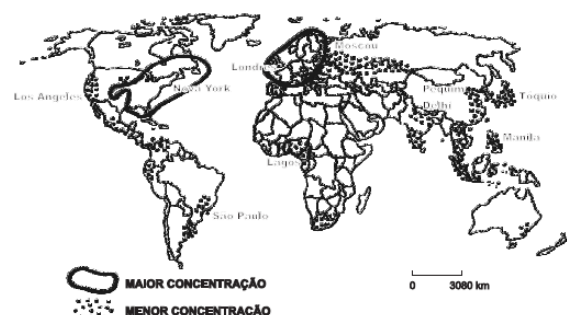 Moscou
Londres
Nova York
Los Angeles
Pequim
Tóquio
Delhi
Manila
Lagos
São Paulo
MAIOR CONCENTRAÇÃO
MENOR CONCENTRAÇÃO
0 3080 km